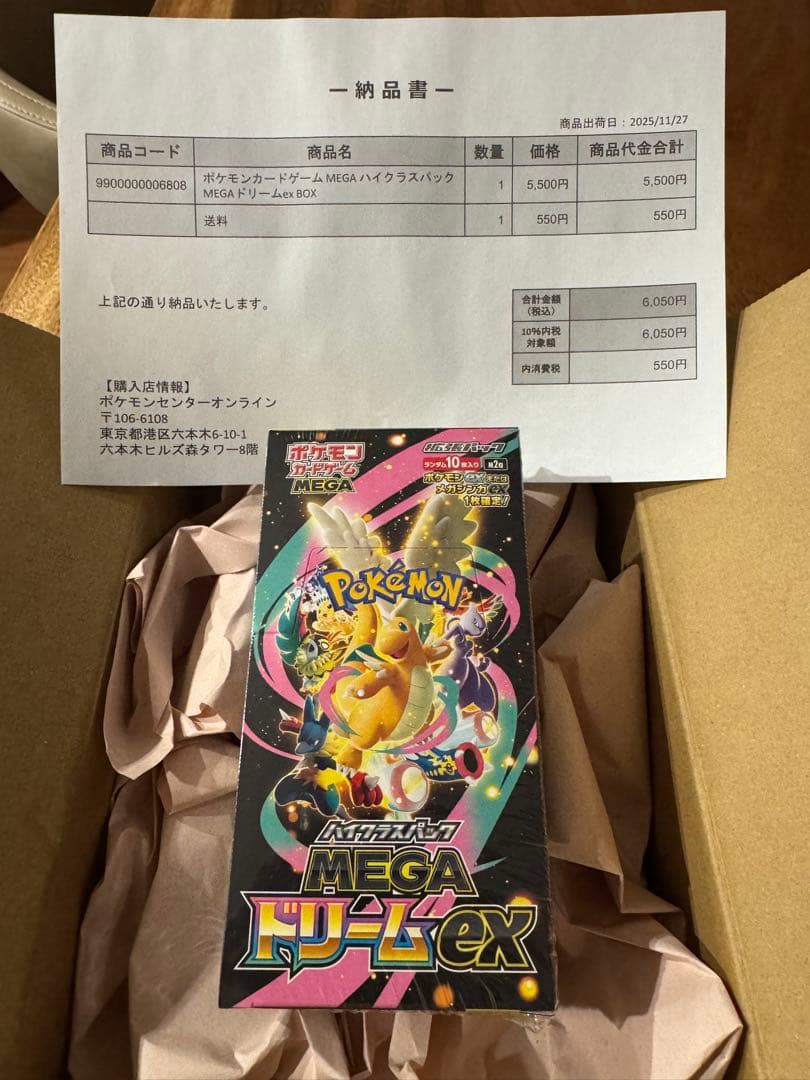 ー納品書ー
商品出荷日：2025/11/27
商品コード 商品名 数量 価格 商品代金合計
9900000006808 ポケモンカードゲーム MEGA ハイクラスパック 1 5,500円 5,500円
MEGAドリームex BOX
送料 1 550円 550円
上記の通り納品いたします。
合計金額 6,050円
（税込）
10%内税 6,050円
対象額
内消費税 550円
【購入店情報】
ポケモンセンターオンライン
〒106-6108
東京都港区六本木6-10-1
六本木ヒルズ森タワー8階
ポケモン
カードゲーム
MEGA
拡張パック
ランダム10枚入り M2a
ポケモンexまたは
メガシンカex
1枚確定！
POKéMON
ハイクラスパック
MEGA
ドリームex